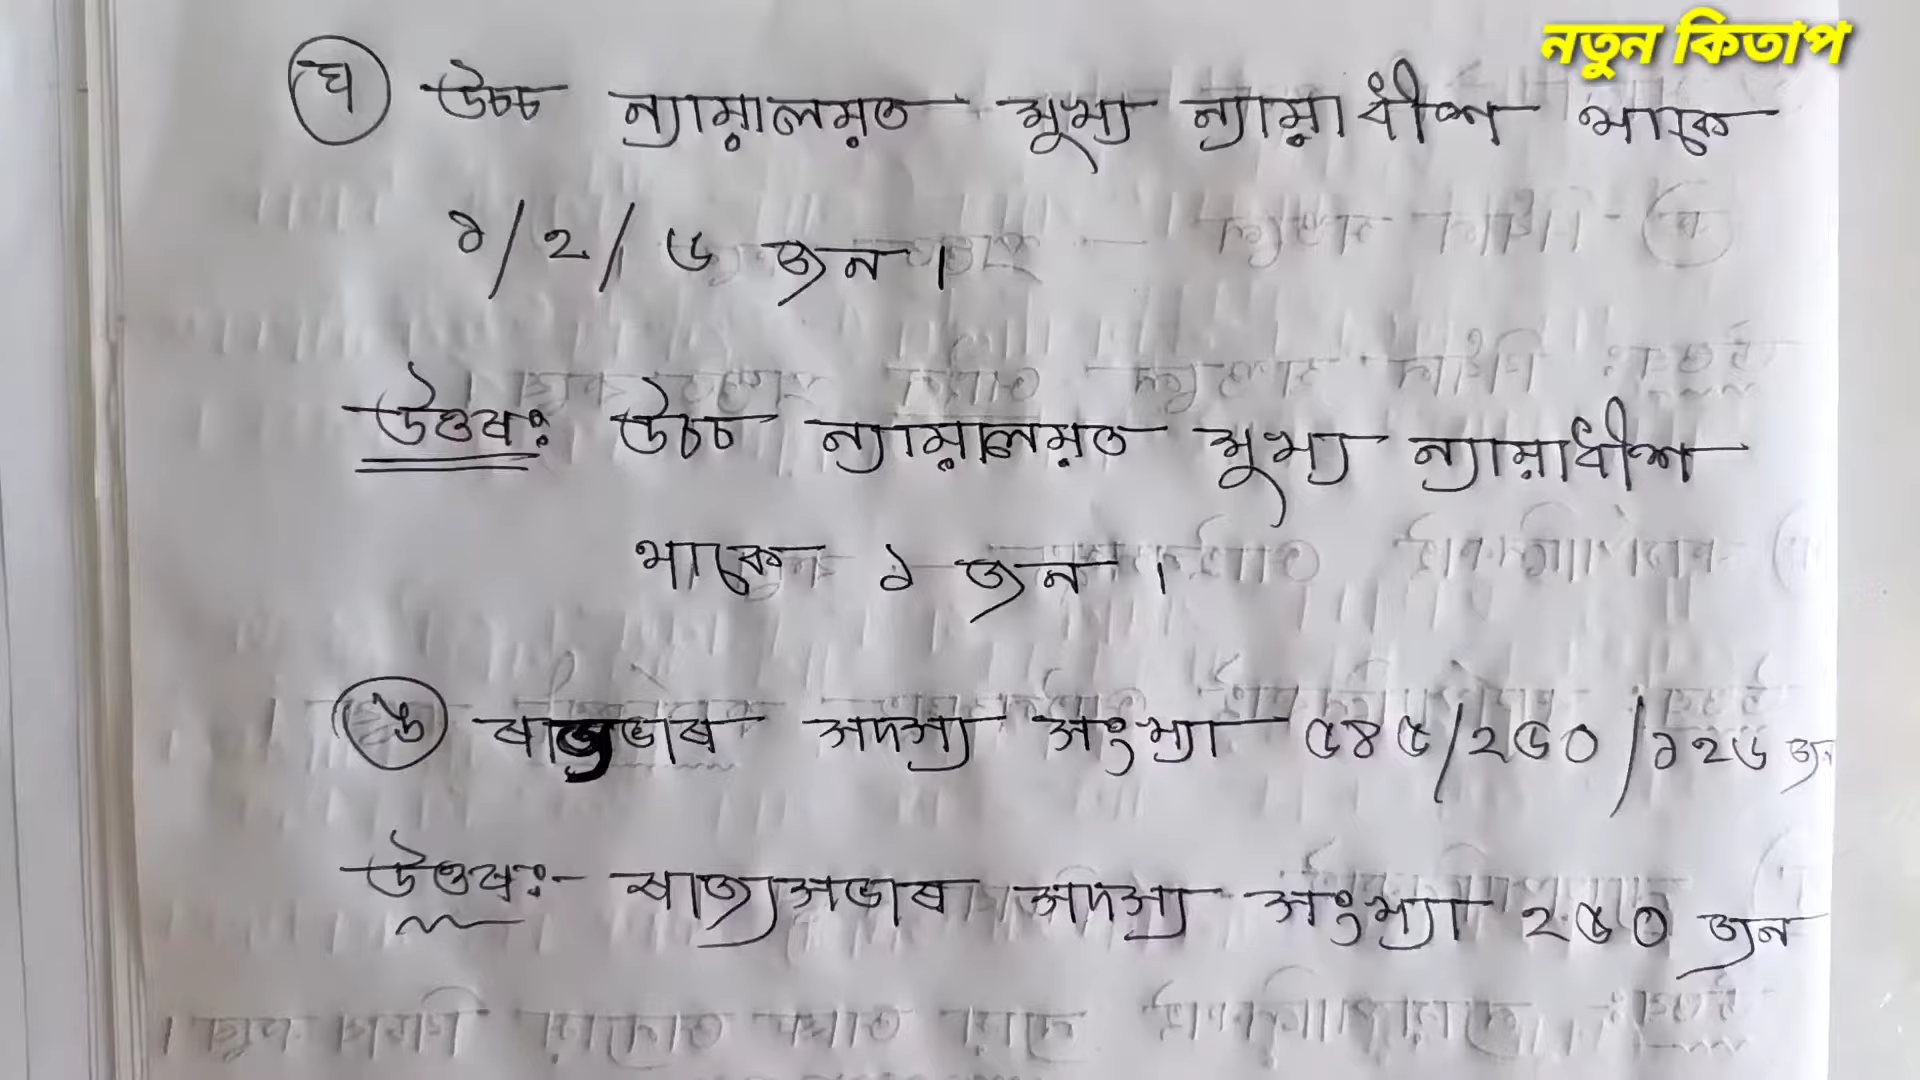 নতুন কিতাপ
ঘ উচ্চ ন্যায়ালয়ত মুখ্য ন্যায়াধীশ থাকে
১/২/৬ জন।
উত্তৰঃ উচ্চ ন্যায়ালয়ত মুখ্য ন্যায়াধীশ
থাকে ১ জন।
ঙ সদস্য সংখ্যা ৫৪৫/২৫০/১২৬ জন
উত্তৰঃ- ৰাজ্যসভাৰ সদস্য সংখ্যা ২৫০ জন